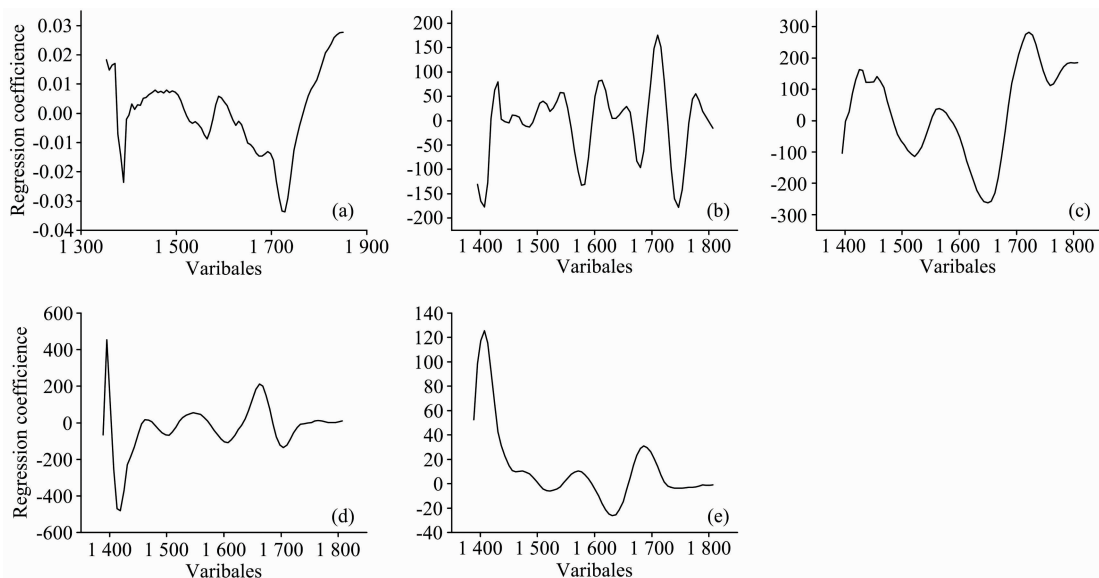 Regression coefficience
0.03
0.02
0.01
0.00
-0.01
-0.02
-0.03
-0.04
1 300 1 500 1 700 1 900
(a)
Varibales
200
150
100
50
0
-50
-100
-150
-200
1 400 1 500 1 600 1 700 1 800
(b)
Varibales
300
200
100
0
-100
-200
-300
1 400 1 500 1 600 1 700 1 800
(c)
Varibales
Regression coefficience
600
400
200
0
-200
-400
-600
1 400 1 500 1 600 1 700 1 800
(d)
Varibales
140
120
100
80
60
40
20
0
-20
-40
1 400 1 500 1 600 1 700 1 800
(e)
Varibales